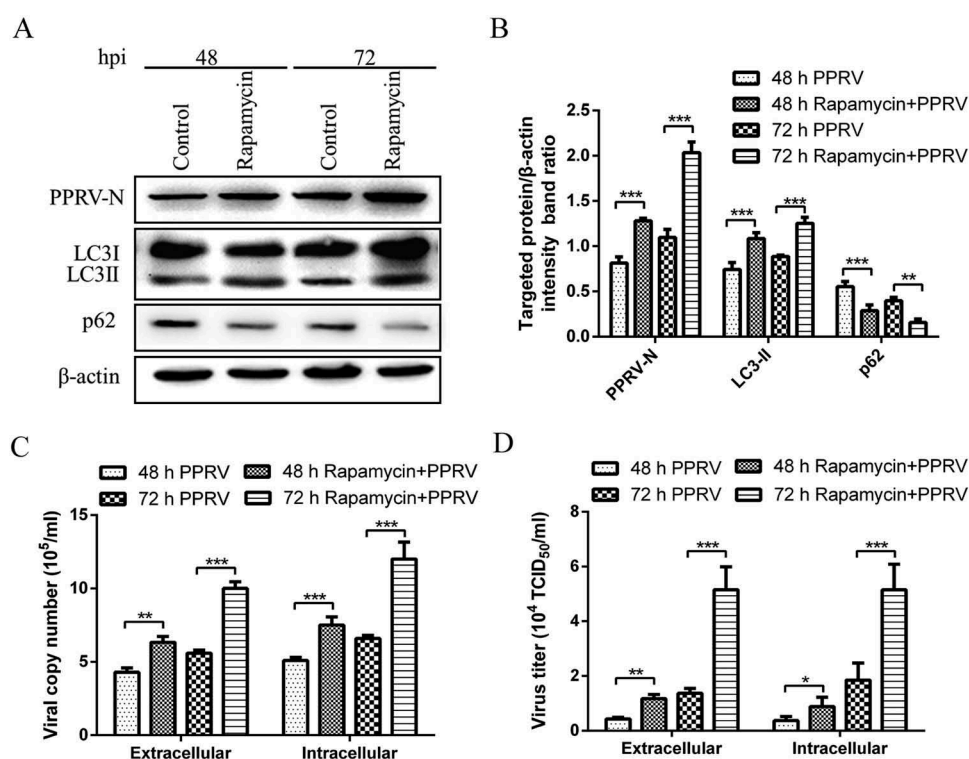 A
hpi 48 72
Control Rapamycin Control Rapamycin
PPRV-N
LC3I
LC3II
p62
β-actin
B
48 h PPRV
48 h Rapamycin+PPRV
72 h PPRV
72 h Rapamycin+PPRV
Targeted protein/β-actin
intensity band ratio
2.5
2.0
1.5
1.0
0.5
0.0
*** *** *** *** *** **
PPRV-N LC3-II p62
C
48 h PPRV 48 h Rapamycin+PPRV
72 h PPRV 72 h Rapamycin+PPRV
Viral copy number (10⁵/ml)
15
10
5
0
** *** *** ***
Extracellular Intracellular
D
48 h PPRV 48 h Rapamycin+PPRV
72 h PPRV 72 h Rapamycin+PPRV
Virus titer (10⁴ TCID₅₀/ml)
8
6
4
2
0
** *** * ***
Extracellular Intracellular